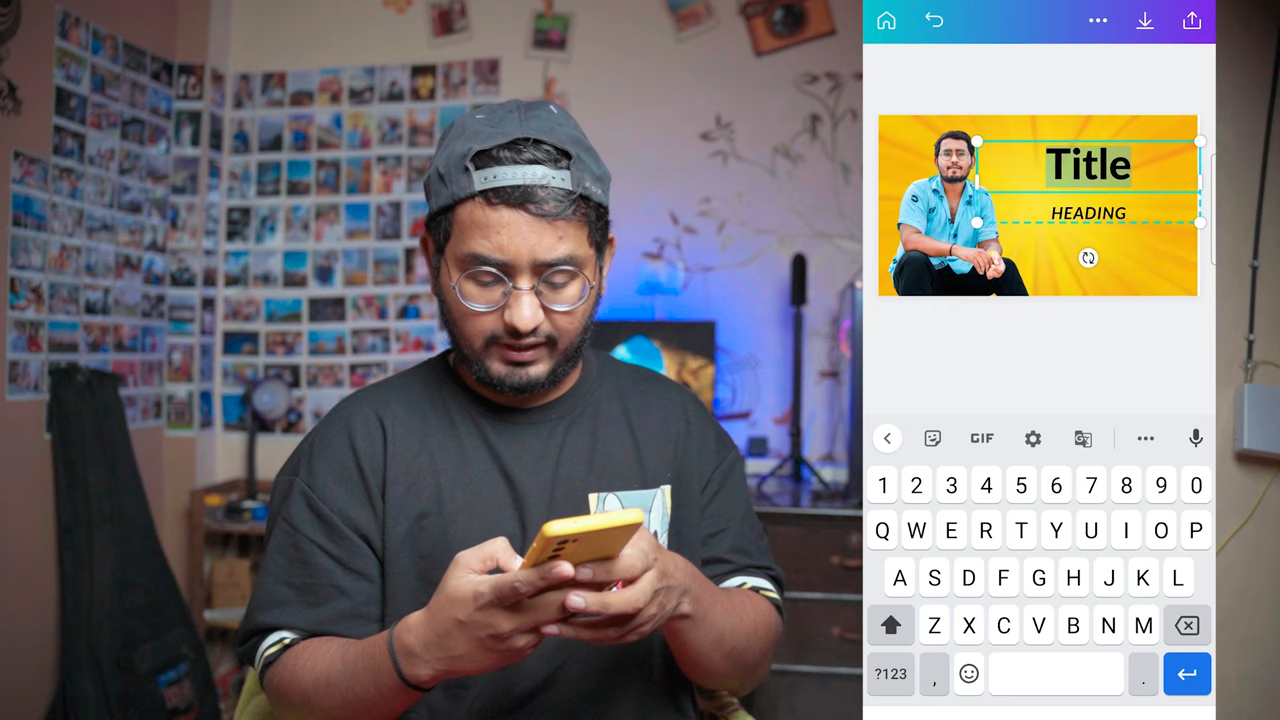 Title
HEADING
GIF
1 2 3 4 5 6 7 8 9 0
Q W E R T Y U I O P
A S D F G H J K L
Z X C V B N M
?123 , .